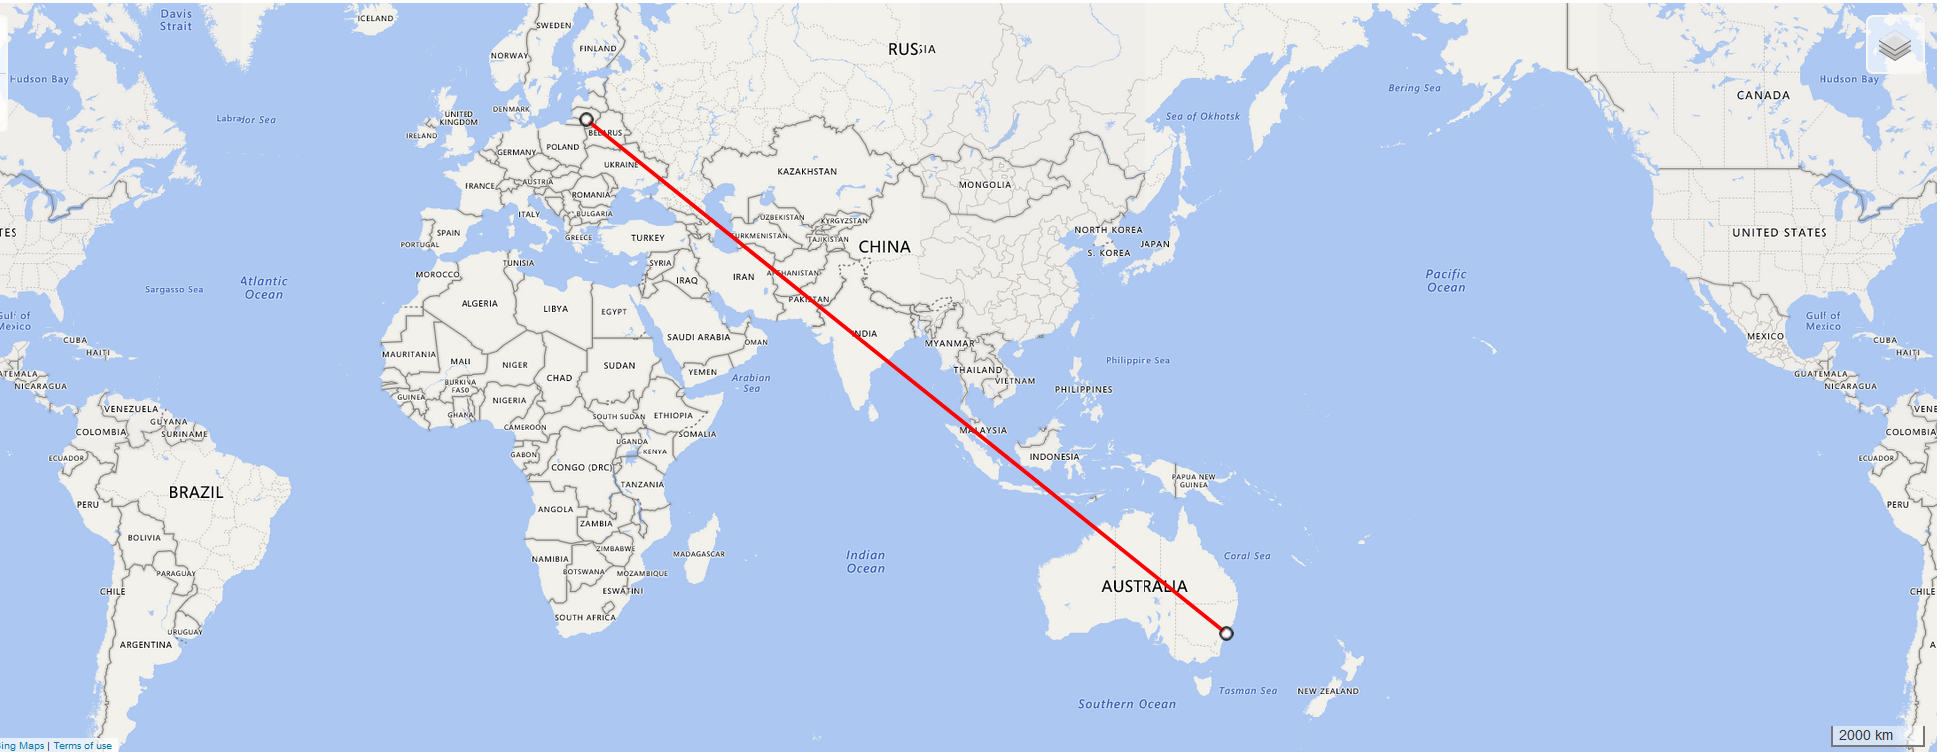 Davis
Strait
ICELAND
SWEDEN
FINLAND
NORWAY
RUSSIA
Hudson Bay
Hudson Bay
CANADA
Bering Sea
DENMARK
UNITED
KINGDOM
IRELAND
Labrador Sea
Sea of Okhotsk
BELARUS
POLAND
GERMANY
UKRAINE
KAZAKHSTAN
FRANCE
AUSTRIA
MONGOLIA
ROMANIA
ITALY
BULGARIA
UZBEKISTAN
KYRGYZSTAN
TES
SPAIN
PORTUGAL
GREECE
TURKEY
TURKMENISTAN
TAJIKISTAN
CHINA
NORTH KOREA
JAPAN
S. KOREA
UNITED STATES
Atlantic
Ocean
Sargasso Sea
MOROCCO
TUNISIA
SYRIA
IRAQ
IRAN
AFGHANISTAN
Pacific
Ocean
ALGERIA
LIBYA
EGYPT
PAKISTAN
Gulf of
Mexico
Gulf of
Mexico
CUBA
HAITI
SAUDI ARABIA
OMAN
INDIA
MYANMAR
MEXICO
CUBA
HAITI
MAURITANIA
MALI
NIGER
CHAD
SUDAN
YEMEN
Arabian
Sea
THAILAND
VIETNAM
Philippine Sea
PHILIPPINES
ATEMALA
NICARAGUA
GUATEMALA
NICARAGUA
BURKINA
FASO
GUINEA
GHANA
NIGERIA
CAMEROON
SOUTH SUDAN
ETHIOPIA
SOMALIA
VENEZUELA
GUYANA
SURINAME
COLOMBIA
ECUADOR
GABON
UGANDA
KENYA
CONGO (DRC)
MALAYSIA
INDONESIA
VENE
COLOMBIA
ECUADOR
BRAZIL
PERU
TANZANIA
PAPUA NEW
GUINEA
PERU
ANGOLA
ZAMBIA
BOLIVIA
ZIMBABWE
MADAGASCAR
Indian
Ocean
Coral Sea
NAMIBIA
BOTSWANA
MOZAMBIQUE
PARAGUAY
CHILE
ESWATINI
AUSTRALIA
CHILE
SOUTH AFRICA
URUGUAY
ARGENTINA
A
Tasman Sea
NEW ZEALAND
Southern Ocean
2000 km
ing Maps | Terms of use